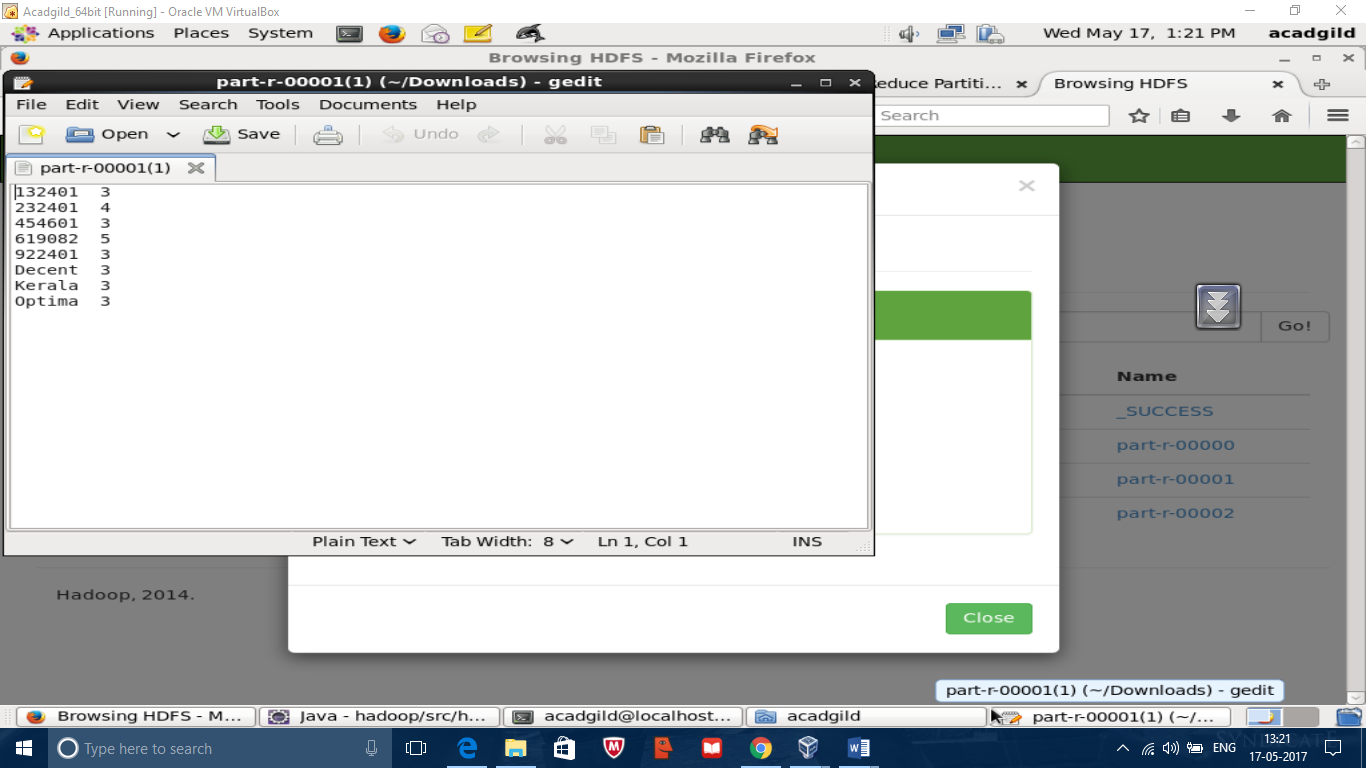 Acadgild_64bit [Running] - Oracle VM VirtualBox
Applications Places System Wed May 17, 1:21 PM acadgild
Browsing HDFS - Mozilla Firefox
part-r-00001(1) (~/Downloads) - gedit
educe Partiti... Browsing HDFS
File Edit View Search Tools Documents Help
Search
Open Save Undo
part-r-00001(1)
132401 3
232401 4
454601 3
619082 5
922401 3
Decent 3
Kerala 3
Optima 3
Go!
Name
_SUCCESS
part-r-00000
part-r-00001
part-r-00002
Plain Text Tab Width: 8 Ln 1, Col 1 INS
Hadoop, 2014.
Close
part-r-00001(1) (~/Downloads) - gedit
Browsing HDFS - M... Java - hadoop/src/h... acadgild@localhost... acadgild part-r-00001(1) (~/...
Type here to search ENG 13:21
17-05-2017